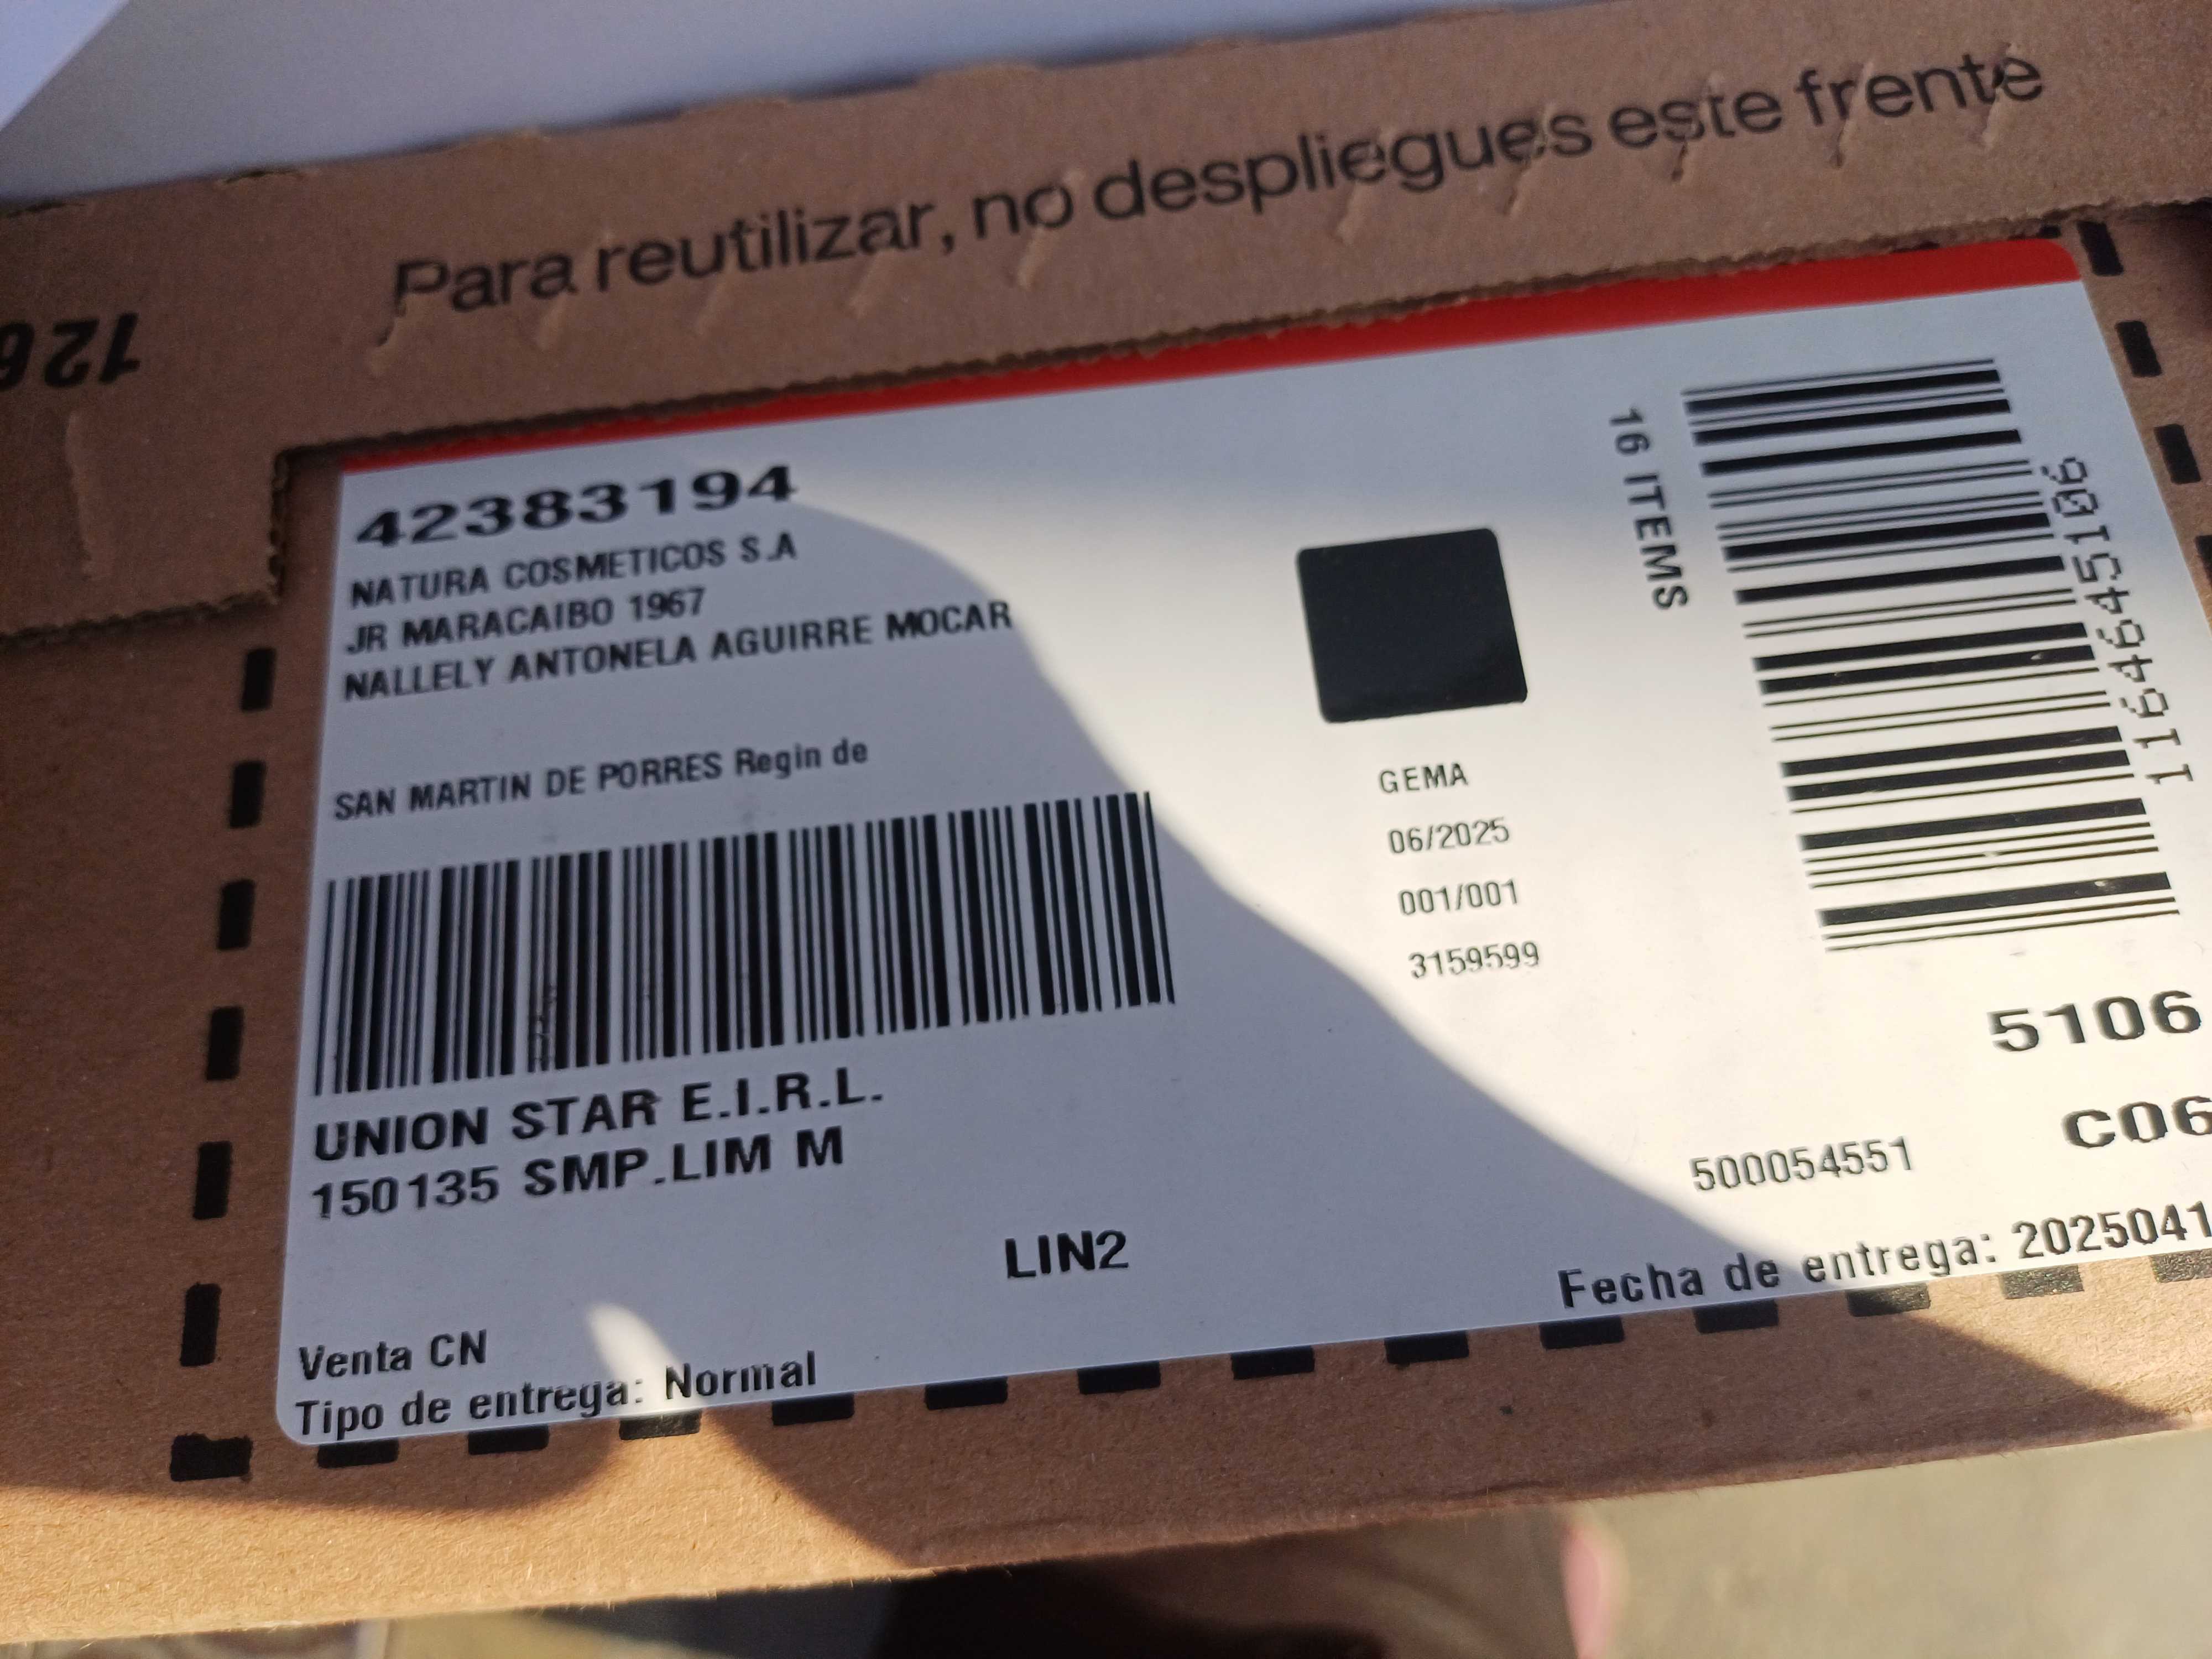 Para reutilizar, no despliegues este frente
126
42383194
NATURA COSMETICOS S.A
JR MARACAIBO 1967
NALLELY ANTONELA AGUIRRE MOCAR
SAN MARTIN DE PORRES Regin de
UNION STAR E.I.R.L.
150135 SMP.LIM M
LIN2
Venta CN
Tipo de entrega: Normal
GEMA
06/2025
001/001
3159599
16 ITEMS
1164645106
5106
C06
500054551
Fecha de entrega: 2025041